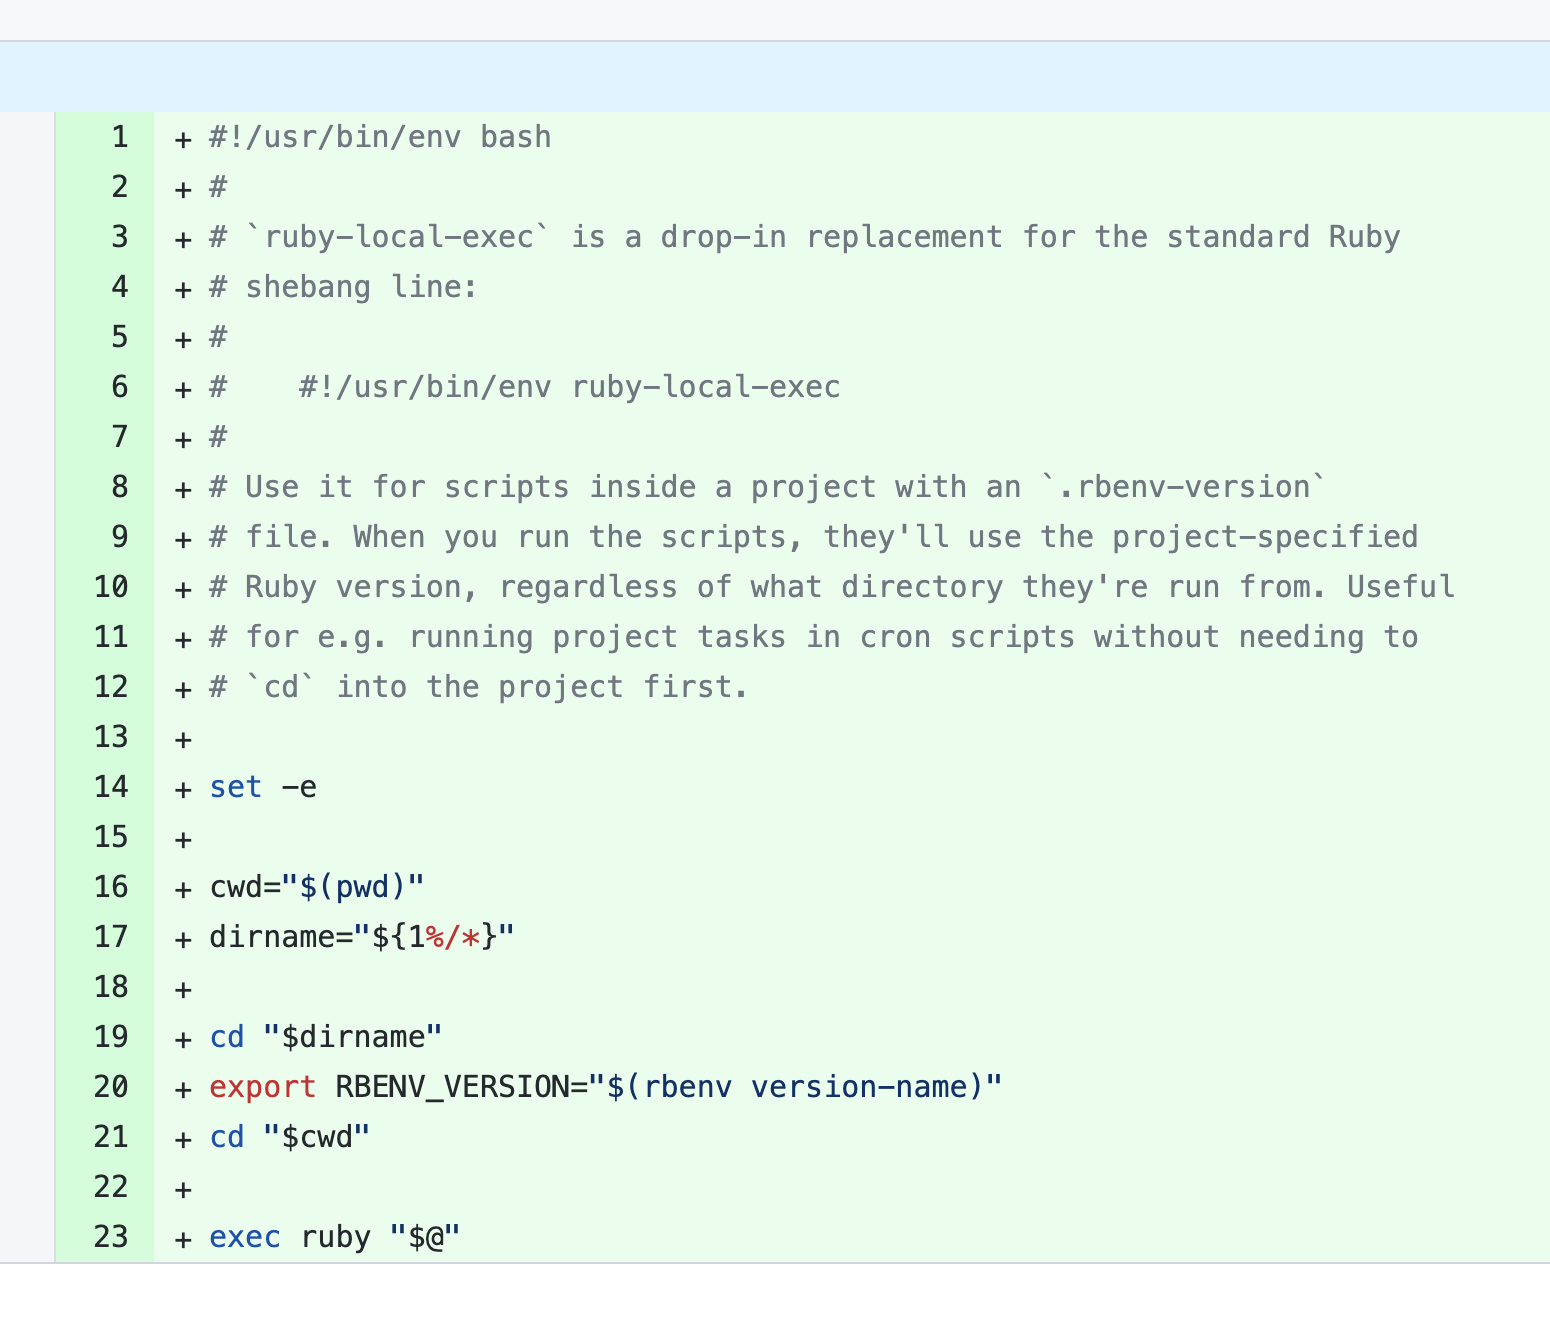 1 + #!/usr/bin/env bash
2 + #
3 + # `ruby-local-exec` is a drop-in replacement for the standard Ruby
4 + # shebang line:
5 + #
6 + #    #!/usr/bin/env ruby-local-exec
7 + #
8 + # Use it for scripts inside a project with an `.rbenv-version`
9 + # file. When you run the scripts, they'll use the project-specified
10 + # Ruby version, regardless of what directory they're run from. Useful
11 + # for e.g. running project tasks in cron scripts without needing to
12 + # `cd` into the project first.
13 +
14 + set -e
15 +
16 + cwd="$(pwd)"
17 + dirname="${1%/*}"
18 +
19 + cd "$dirname"
20 + export RBENV_VERSION="$(rbenv version-name)"
21 + cd "$cwd"
22 +
23 + exec ruby "$@"